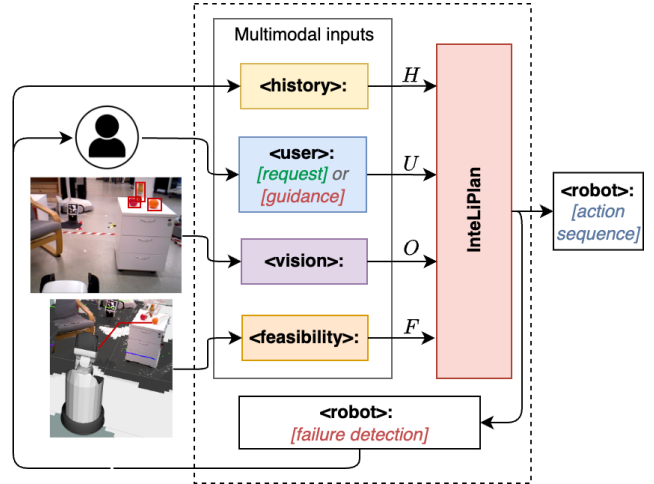 Multimodal inputs
<history>:
H
<user>:
[request] or
[guidance]
U
<vision>:
O
<feasibility>:
F
InteLiPlan
<robot>:
[action
sequence]
<robot>:
[failure detection]